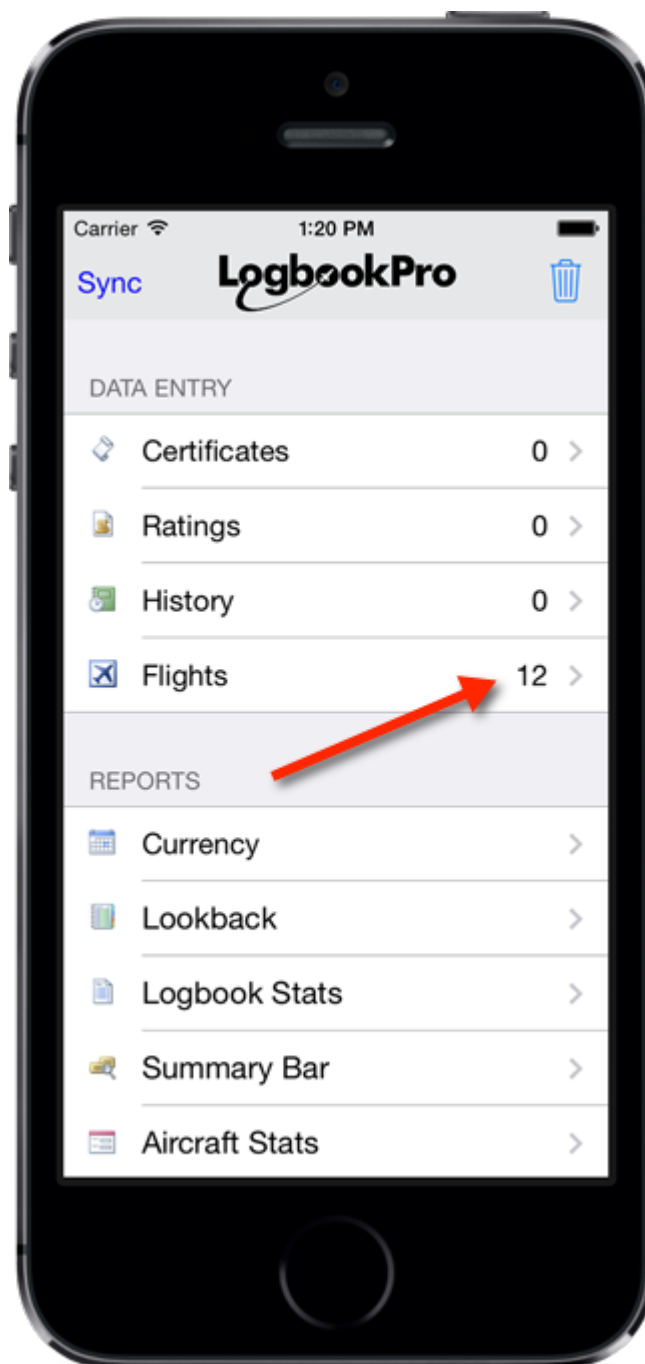 Carrier 1:20 PM
Sync LogbookPro
DATA ENTRY
Certificates 0
Ratings 0
History 0
Flights 12
REPORTS
Currency
Lookback
Logbook Stats
Summary Bar
Aircraft Stats